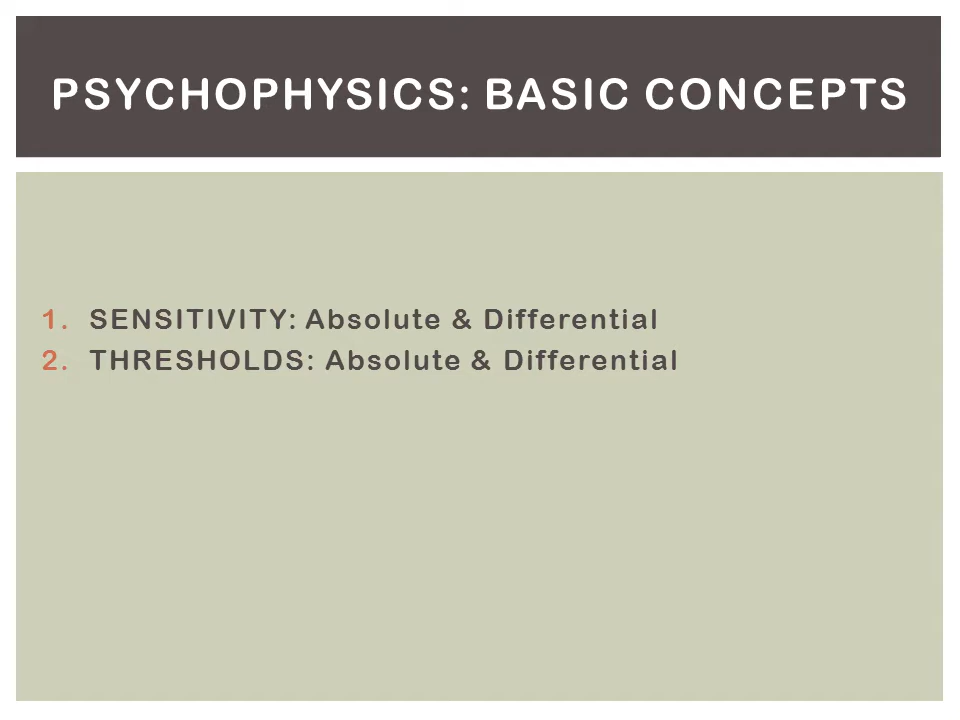 PSYCHOPHYSICS: BASIC CONCEPTS
1. SENSITIVITY: Absolute & Differential
2. THRESHOLDS: Absolute & Differential